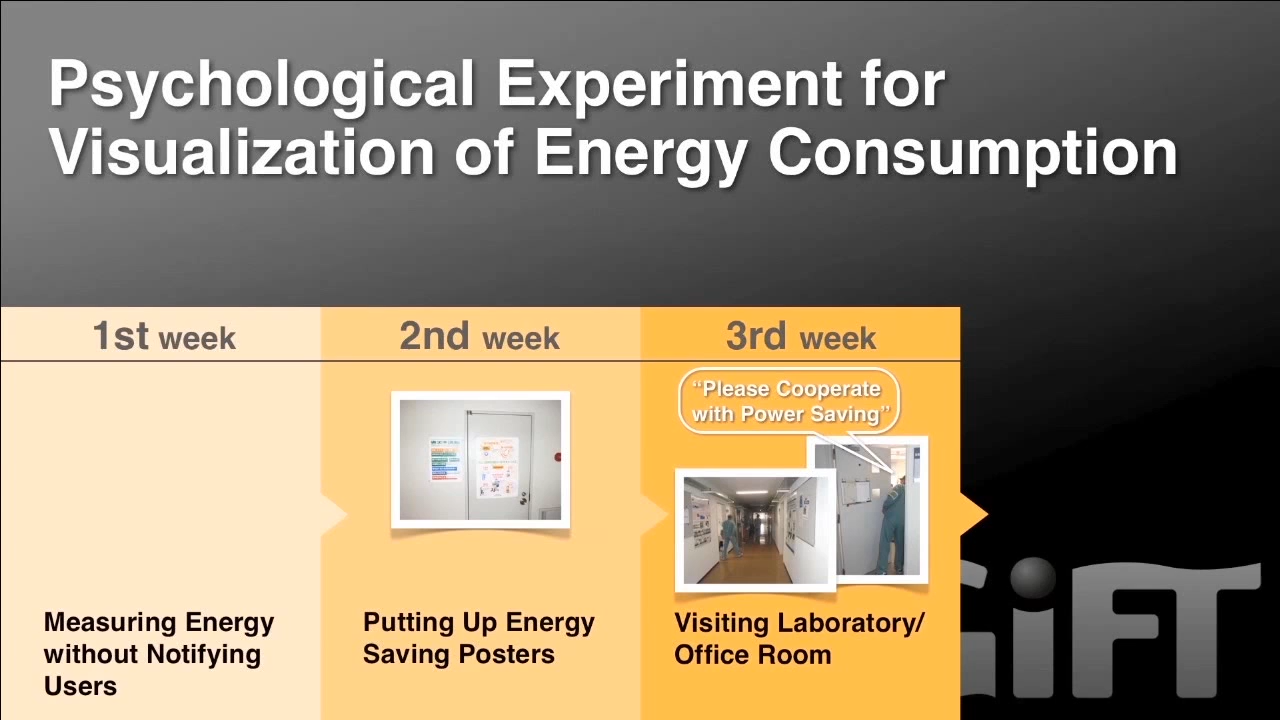 Psychological Experiment for
Visualization of Energy Consumption
1st week
2nd week
3rd week
“Please Cooperate
with Power Saving”
Measuring Energy
without Notifying
Users
Putting Up Energy
Saving Posters
Visiting Laboratory/
Office Room
GiFT